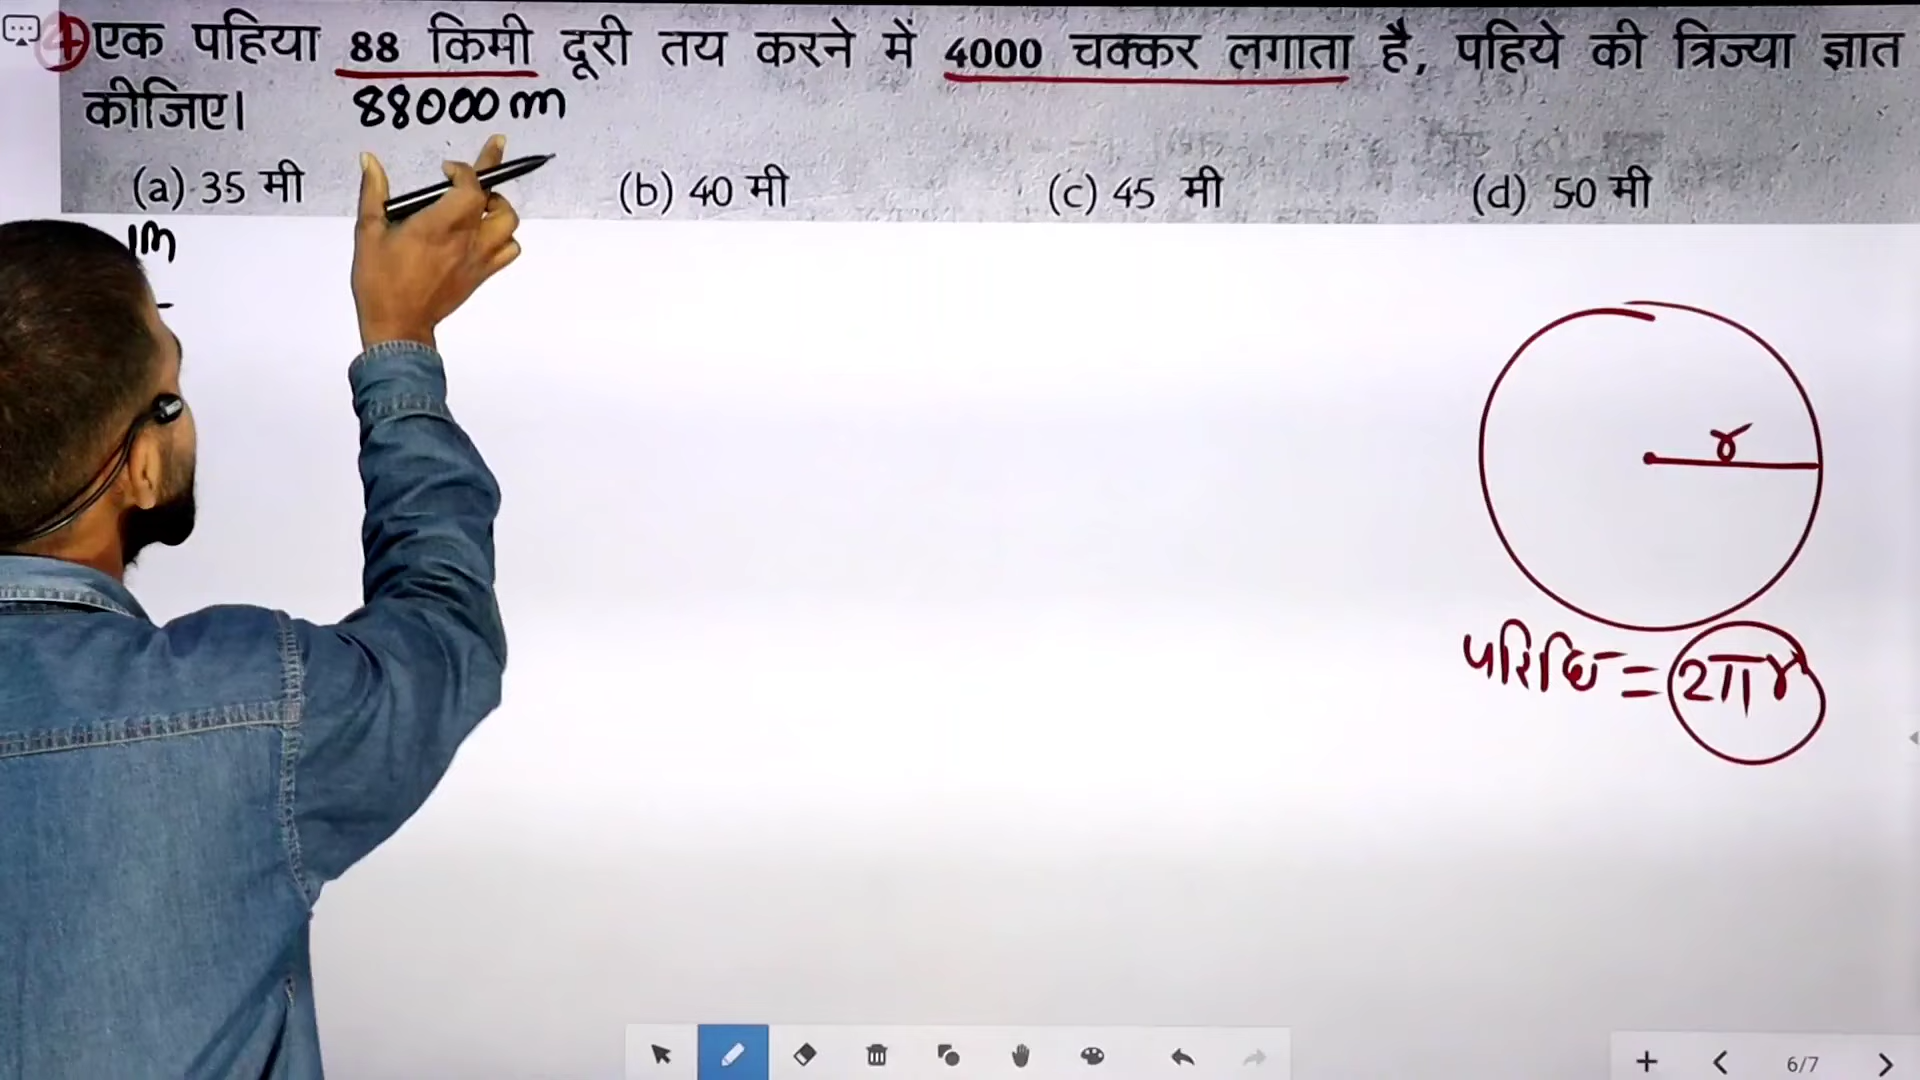 4 एक पहिया 88 किमी दूरी तय करने में 4000 चक्कर लगाता है, पहिये की त्रिज्या ज्ञात
कीजिए।
88000 m
(a) 35 मी (b) 40 मी (c) 45 मी (d) 50 मी
m
r
परिधि = 2πr
6/7